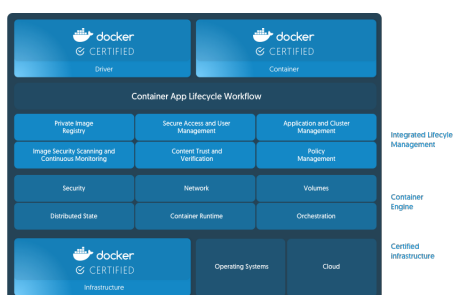 docker
CERTIFIED
Driver
docker
CERTIFIED
Container
Container App Lifecycle Workflow
Private Image
Registry
Secure Access and User
Management
Application and Cluster
Management
Image Security Scanning and
Continuous Monitoring
Content Trust and
Verification
Policy
Management
Integrated Lifecyle
Management
Security
Network
Volumes
Distributed State
Container Runtime
Orchestration
Container
Engine
docker
CERTIFIED
Infrastructure
Operating Systems
Cloud
Certified
infrastructure